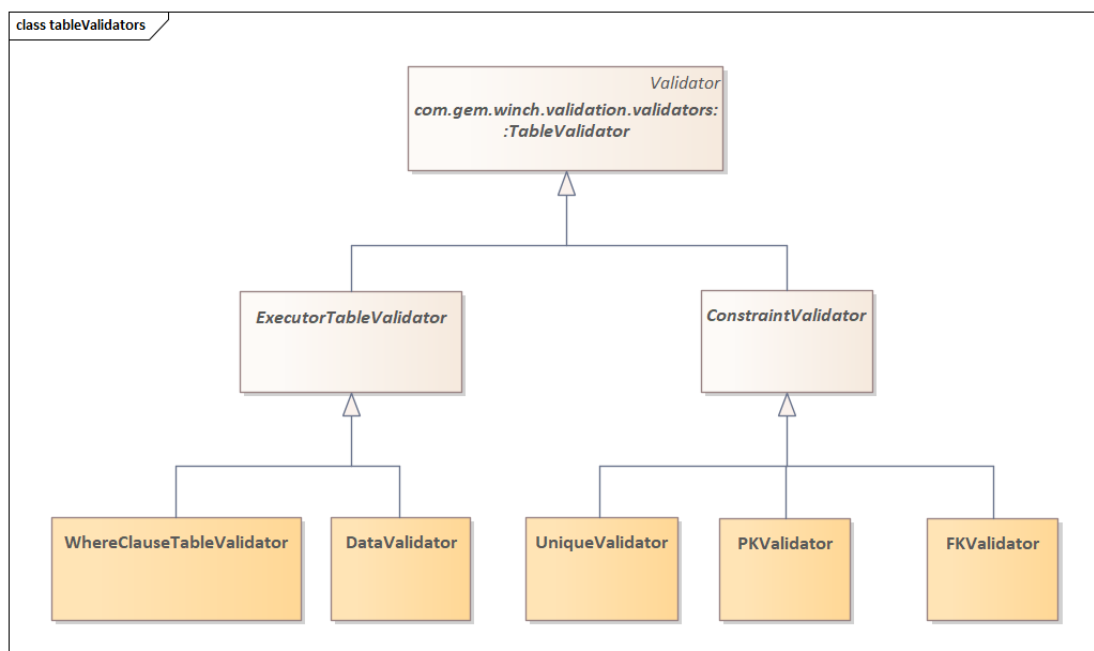 class tableValidators
Validator
com.gem.winch.validation.validators:
:TableValidator
ExecutorTableValidator
ConstraintValidator
WhereClauseTableValidator
DataValidator
UniqueValidator
PKValidator
FKValidator